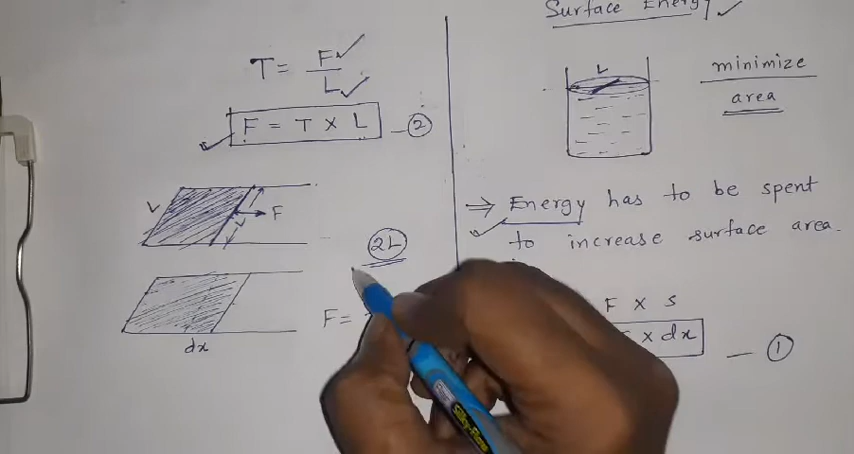 T = F / L
F = T × L — ②
L
F
2L
dx
F =
Surface Energy
L
minimize
area
⇒ Energy has to be spent
to increase surface area.
F × S
× dx — ①